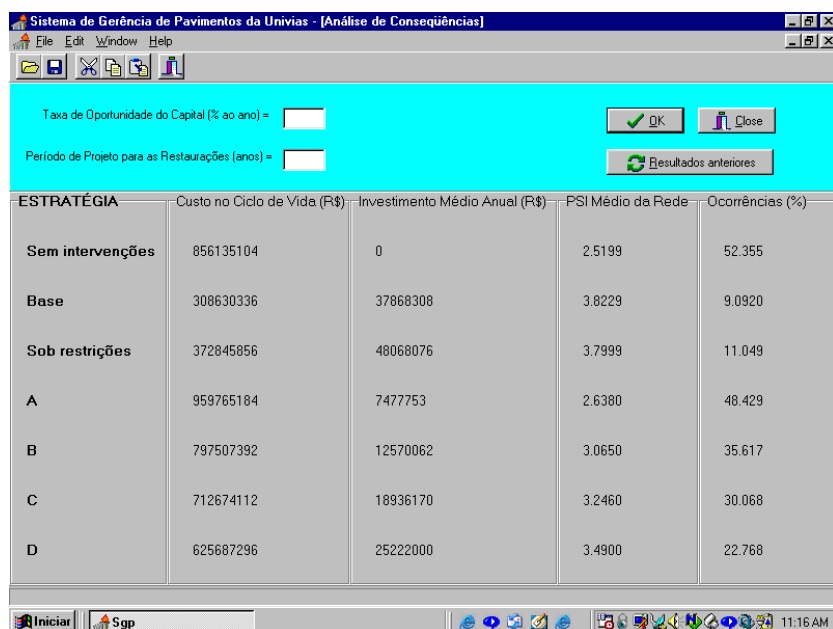 Sistema de Gerência de Pavimentos da Univias - [Análise de Conseqüências]
File Edit Window Help
Taxa de Oportunidade do Capital (% ao ano) =
OK
Close
Período de Projeto para as Restaurações (anos) =
Resultados anteriores
ESTRATÉGIA Custo no Ciclo de Vida (R$) Investimento Médio Anual (R$) PSI Médio da Rede Ocorrências (%)
Sem intervenções 856135104 0 2.5199 52.355
Base 308630336 37868308 3.8229 9.0920
Sob restrições 372845856 48068076 3.7999 11.049
A 959765184 7477753 2.6380 48.429
B 797507392 12570062 3.0650 35.617
C 712674112 18936170 3.2460 30.068
D 625687296 25222000 3.4900 22.768
Iniciar Sgp 11:16 AM